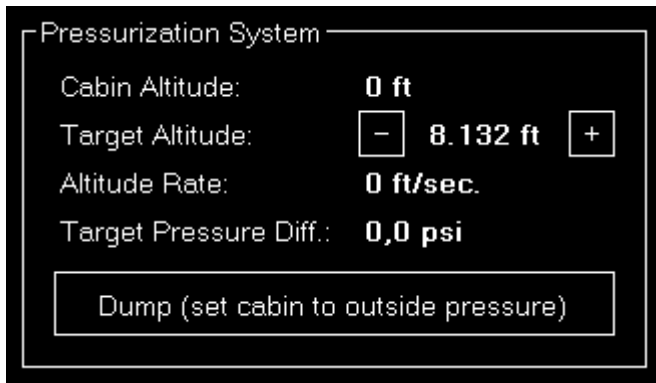 Pressurization System
Cabin Altitude: 0 ft
Target Altitude: - 8.132 ft +
Altitude Rate: 0 ft/sec.
Target Pressure Diff.: 0,0 psi
Dump (set cabin to outside pressure)